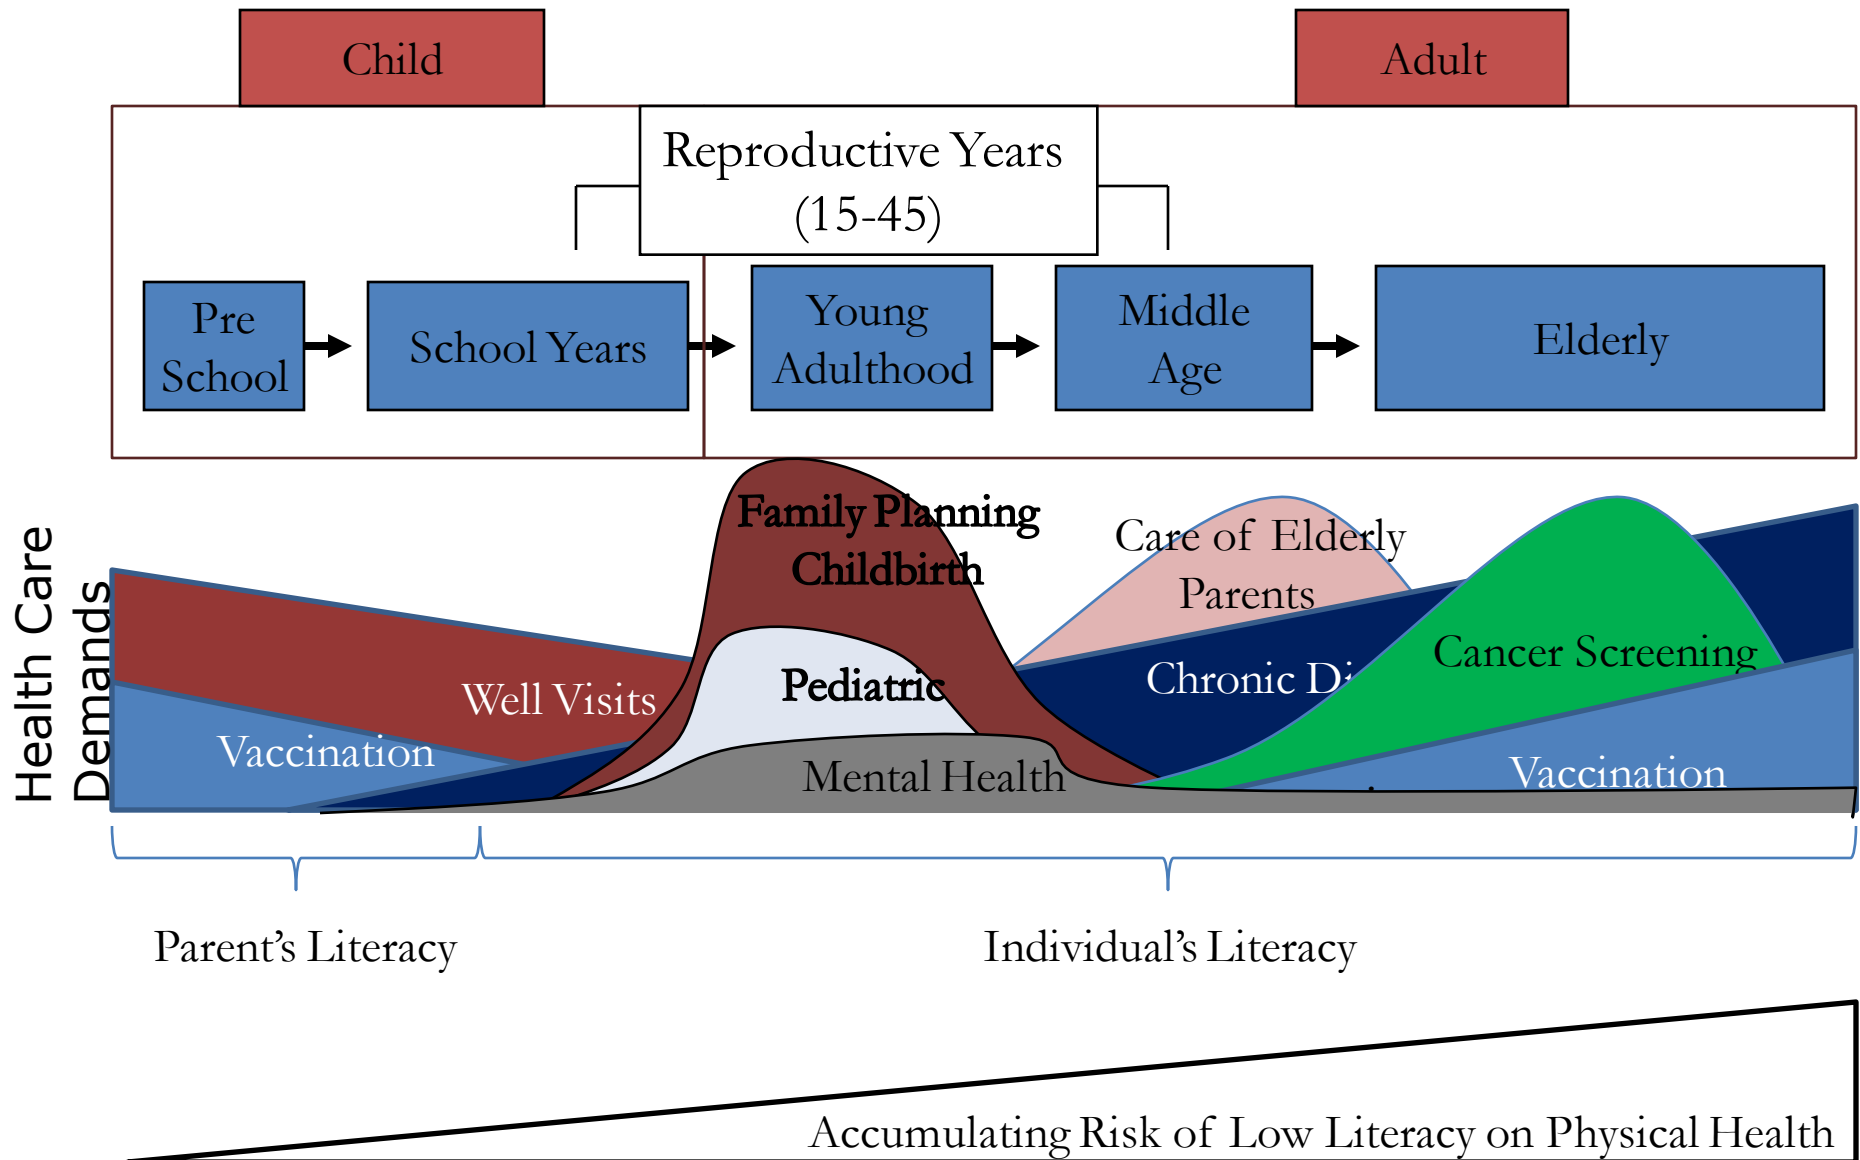 Child
Adult
Reproductive Years
(15-45)
Pre
School
School Years
Young
Adulthood
Middle
Age
Elderly
Health Care
Demands
Family Planning
Childbirth
Care of Elderly
Parents
Well Visits
Pediatric
Chronic Di
Cancer Screening
Vaccination
Mental Health
Vaccination
Parent’s Literacy
Individual’s Literacy
Accumulating Risk of Low Literacy on Physical Health